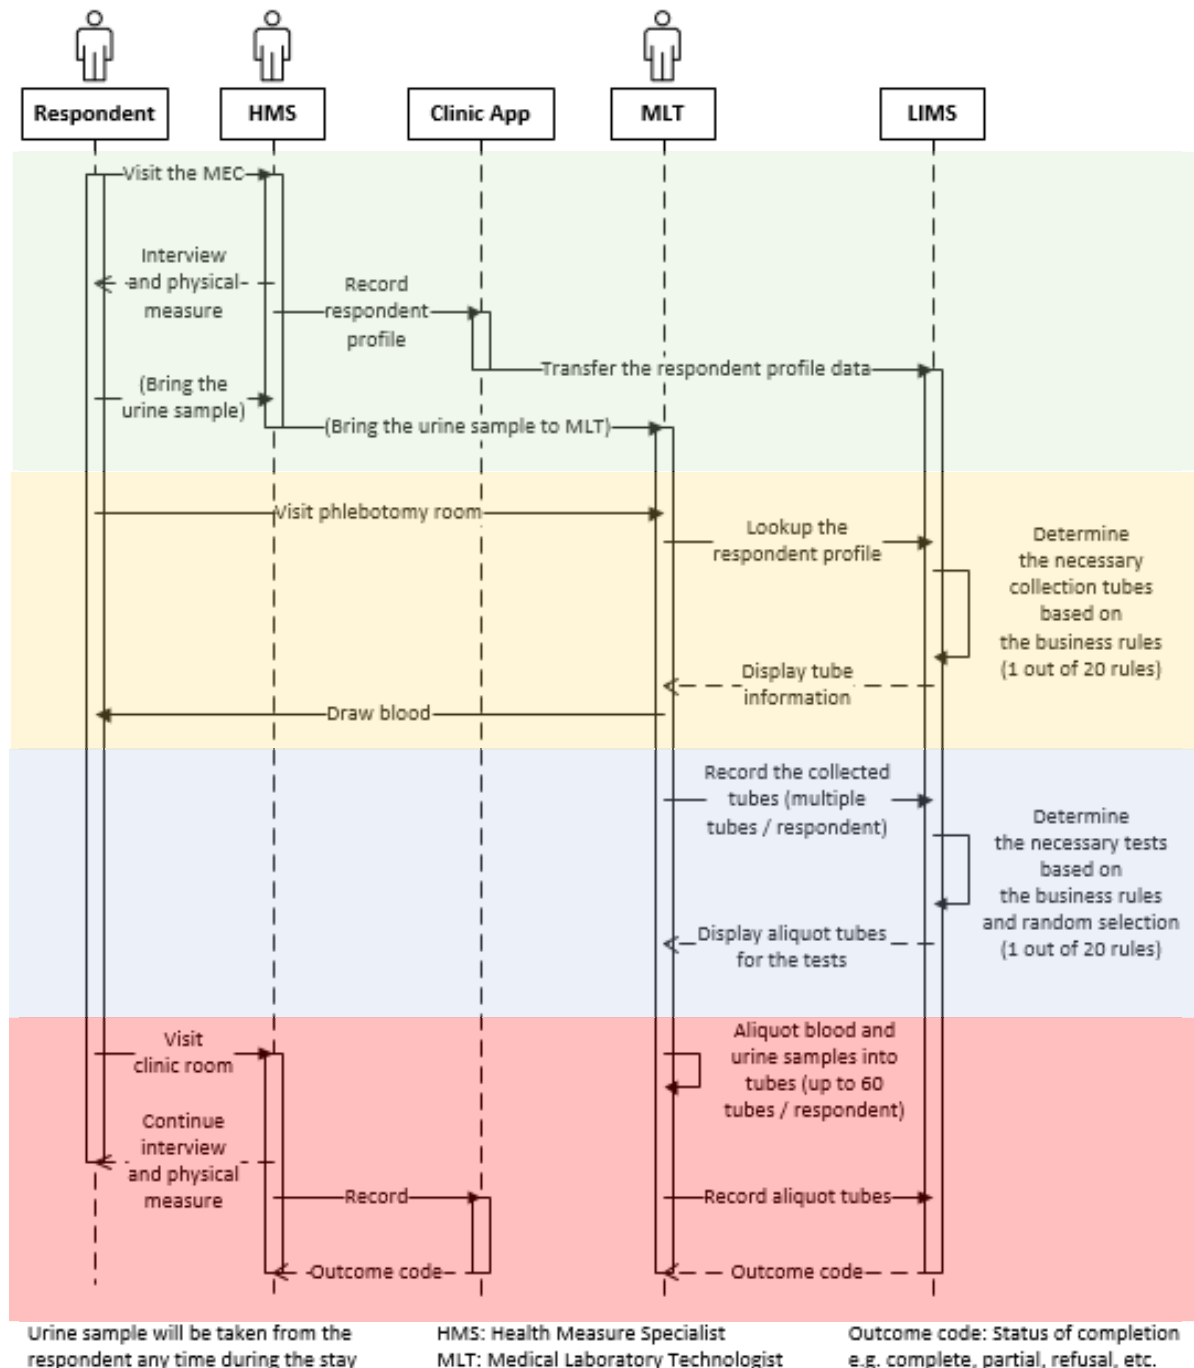 Respondent
HMS
Clinic App
MLT
LIMS
Visit the MEC
Interview
and physical
measure
Record
respondent
profile
Transfer the respondent profile data
(Bring the
urine sample)
(Bring the urine sample to MLT)
Visit phlebotomy room
Lookup the
respondent profile
Determine
the necessary
collection tubes
based on
the business rules
(1 out of 20 rules)
Display tube
information
Draw blood
Record the collected
tubes (multiple
tubes / respondent)
Determine
the necessary tests
based on
the business rules
and random selection
(1 out of 20 rules)
Display aliquot tubes
for the tests
Visit
clinic room
Aliquot blood and
urine samples into
tubes (up to 60
tubes / respondent)
Continue
interview
and physical
measure
Record
Record aliquot tubes
Outcome code
Outcome code
Urine sample will be taken from the
respondent any time during the stay
HMS: Health Measure Specialist
MLT: Medical Laboratory Technologist
Outcome code: Status of completion
e.g. complete, partial, refusal, etc.